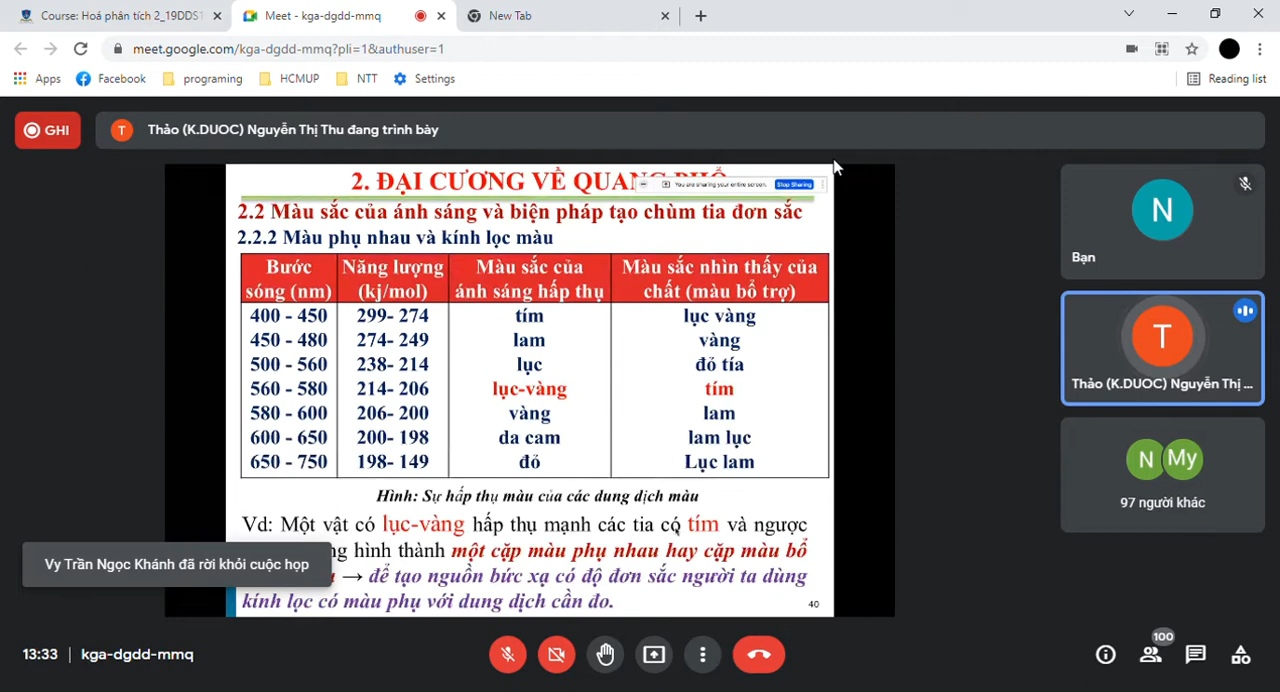 Course: Hoá phân tích 2_19DDS1
Meet - kga-dgdd-mmq
New Tab
meet.google.com/kga-dgdd-mmq?pli=1&authuser=1
Apps Facebook programing HCMUP NTT Settings Reading list
GHI
T Thảo (K.DUOC) Nguyễn Thị Thu đang trình bày
2. ĐẠI CƯƠNG VỀ QUANG PHỔ
You are sharing your entire screen. Stop Sharing
2.2 Màu sắc của ánh sáng và biện pháp tạo chùm tia đơn sắc
2.2.2 Màu phụ nhau và kính lọc màu
Bước sóng (nm) Năng lượng (kj/mol) Màu sắc của ánh sáng hấp thụ Màu sắc nhìn thấy của chất (màu bổ trợ)
400 - 450 299- 274 tím lục vàng
450 - 480 274- 249 lam vàng
500 - 560 238- 214 lục đỏ tía
560 - 580 214- 206 lục-vàng tím
580 - 600 206- 200 vàng lam
600 - 650 200- 198 da cam lam lục
650 - 750 198- 149 đỏ Lục lam
Hình: Sự hấp thụ màu của các dung dịch màu
Vd: Một vật có lục-vàng hấp thụ mạnh các tia có tím và ngược
hình thành một cặp màu phụ nhau hay cặp màu bổ
→ để tạo nguồn bức xạ có độ đơn sắc người ta dùng
kính lọc có màu phụ với dung dịch cần đo.
40
Vy Trần Ngọc Khánh đã rời khỏi cuộc họp
N
Bạn
T
Thảo (K.DUOC) Nguyễn Thị ...
N My
97 người khác
13:33 | kga-dgdd-mmq
100